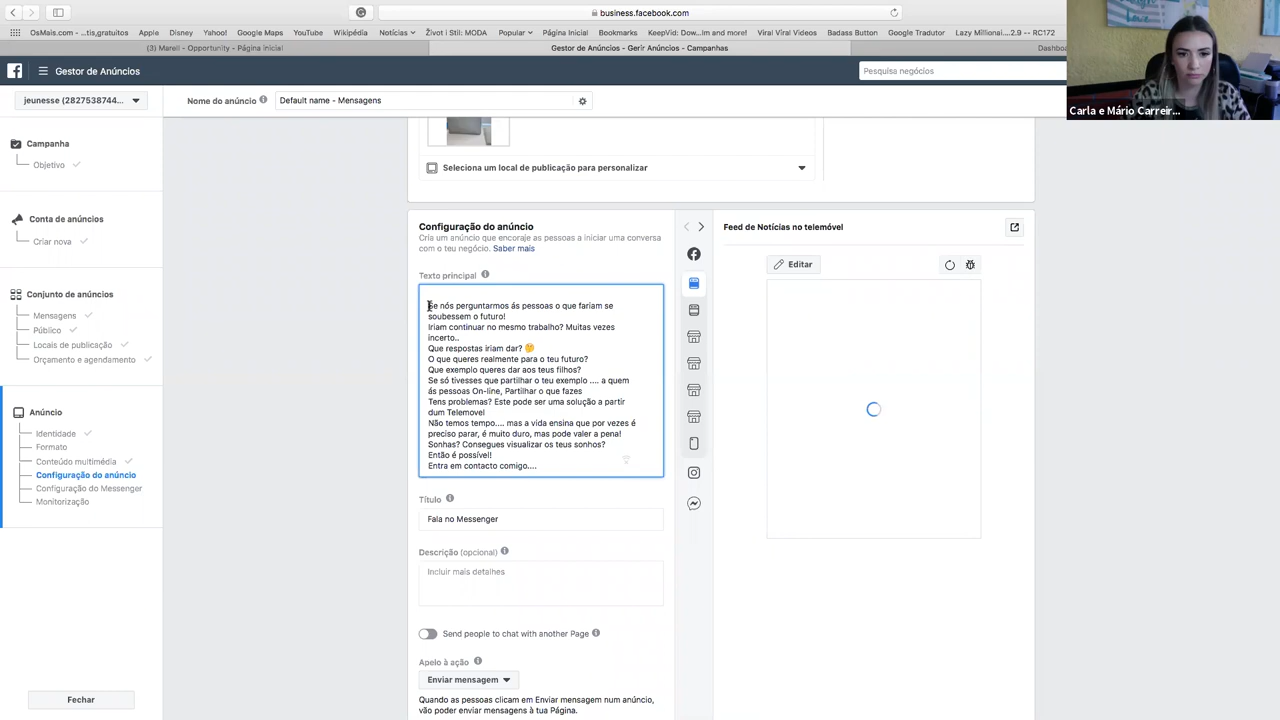 business.facebook.com
OsMais.com - ...tis,gratuitos Apple Disney Yahoo! Google Maps YouTube Wikipédia Notícias Život i Stil: MODA Popular Página Inicial Bookmarks KeepVid: Dow...lm and more! Viral Viral Videos Badass Button Google Tradutor Lazy Millionai....2.9 -- RC172
(3) Mareil - Opportunity - Página inicial
Gestor de Anúncios - Gerir Anúncios - Campanhas
Dashboa
Gestor de Anúncios
Pesquisa negócios
jeunesse (2827538744...
Nome do anúncio
Default name - Mensagens
Carla e Mário Carreir...
Campanha
Objetivo
Conta de anúncios
Criar nova
Conjunto de anúncios
Mensagens
Público
Locais de publicação
Orçamento e agendamento
Anúncio
Identidade
Formato
Conteúdo multimédia
Configuração do anúncio
Configuração do Messenger
Monitorização
Fechar
Seleciona um local de publicação para personalizar
Configuração do anúncio
Cria um anúncio que encoraje as pessoas a iniciar uma conversa
com o teu negócio. Saber mais
Texto principal
Se nós perguntarmos ás pessoas o que fariam se
soubessem o futuro!
Iriam continuar no mesmo trabalho? Muitas vezes
incerto..
Que respostas iriam dar? 🤔
O que queres realmente para o teu futuro?
Que exemplo queres dar aos teus filhos?
Se só tivesses que partilhar o teu exemplo .... a quem
ás pessoas On-line, Partilhar o que fazes
Tens problemas? Este pode ser uma solução a partir
dum Telemovel
Não temos tempo.... mas a vida ensina que por vezes é
preciso parar, é muito duro, mas pode valer a pena!
Sonhas? Consegues visualizar os teus sonhos?
Então é possível!
Entra em contacto comigo....
Título
Fala no Messenger
Descrição (opcional)
Incluir mais detalhes
Send people to chat with another Page
Apelo à ação
Enviar mensagem
Quando as pessoas clicam em Enviar mensagem num anúncio,
vão poder enviar mensagens à tua Página.
Feed de Notícias no telemóvel
Editar